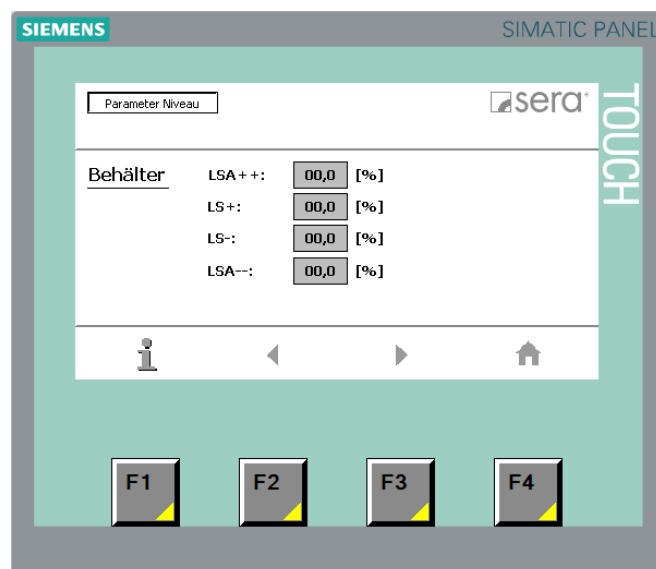 SIEMENS
SIMATIC PANEL
Parameter Niveau
sera
TOUCH
Behälter
LSA++: 00,0 [%]
LS+: 00,0 [%]
LS-: 00,0 [%]
LSA--: 00,0 [%]
F1 F2 F3 F4